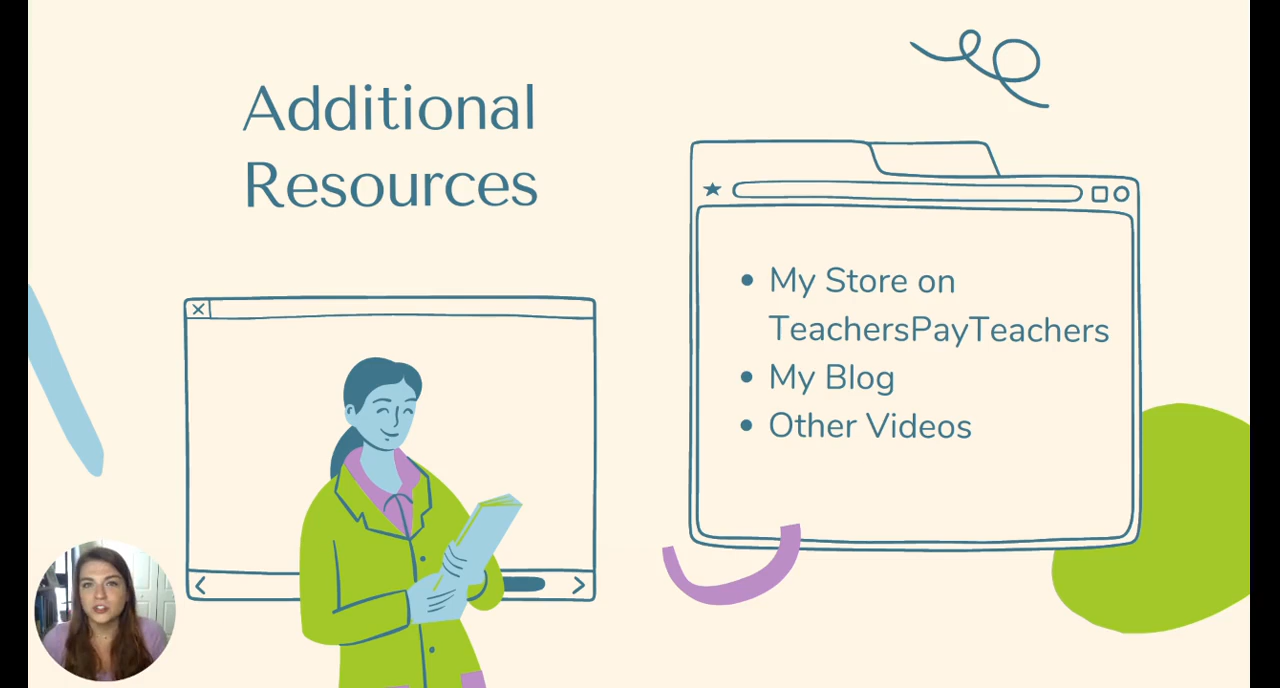 Additional
Resources
• My Store on
TeachersPayTeachers
• My Blog
• Other Videos